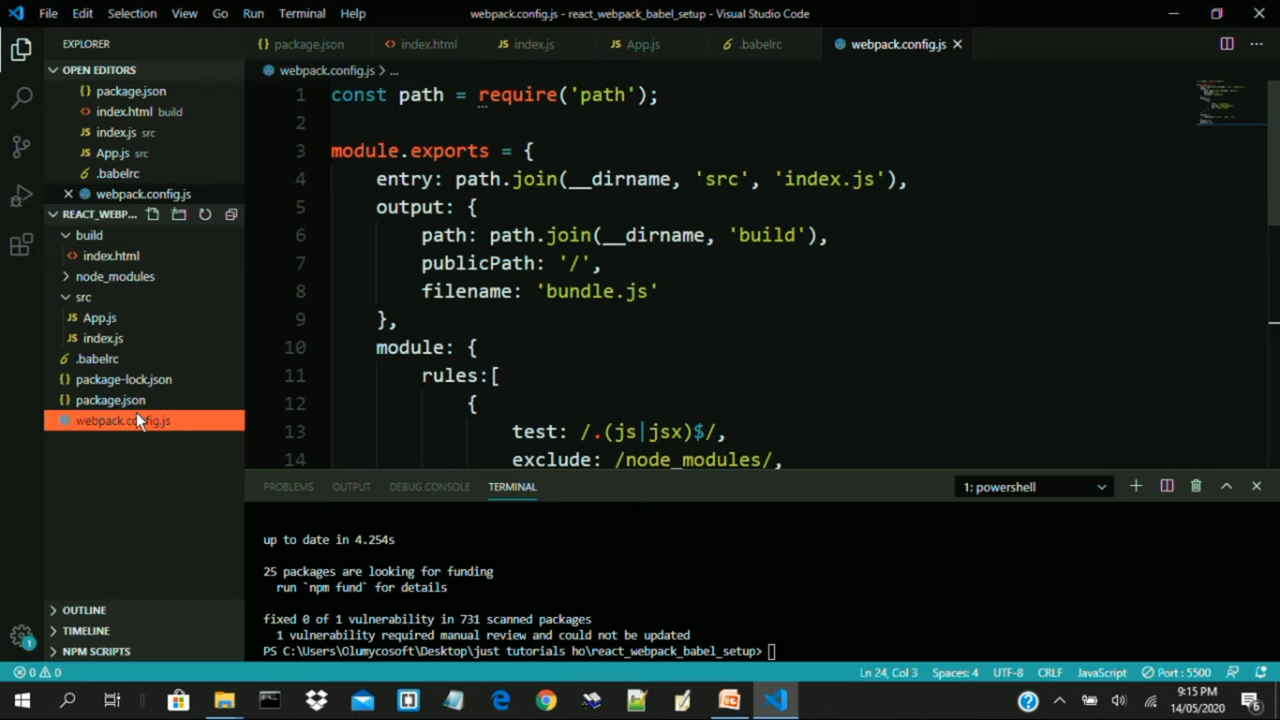 File Edit Selection View Go Run Terminal Help
webpack.config.js - react_webpack_babel_setup - Visual Studio Code
EXPLORER
OPEN EDITORS
package.json
index.html build
index.js src
App.js src
.babelrc
webpack.config.js
REACT_WEBP...
build
index.html
node_modules
src
App.js
index.js
.babelrc
package-lock.json
package.json
webpack.config.js
OUTLINE
TIMELINE
NPM SCRIPTS
package.json index.html index.js App.js .babelrc webpack.config.js
webpack.config.js > ...
1 const path = require('path');
2
3 module.exports = {
4 entry: path.join(__dirname, 'src', 'index.js'),
5 output: {
6 path: path.join(__dirname, 'build'),
7 publicPath: '/',
8 filename: 'bundle.js'
9 },
10 module: {
11 rules:[
12 {
13 test: /.(js|jsx)$/,
14 exclude: /node_modules/,
PROBLEMS OUTPUT DEBUG CONSOLE TERMINAL
1: powershell
up to date in 4.254s
25 packages are looking for funding
run `npm fund` for details
fixed 0 of 1 vulnerability in 731 scanned packages
1 vulnerability required manual review and could not be updated
PS C:\Users\Olumycosoft\Desktop\just tutorials ho\react_webpack_babel_setup>
0 0
Ln 24, Col 3 Spaces: 4 UTF-8 CRLF JavaScript Port : 5500
9:15 PM
14/05/2020
6
1